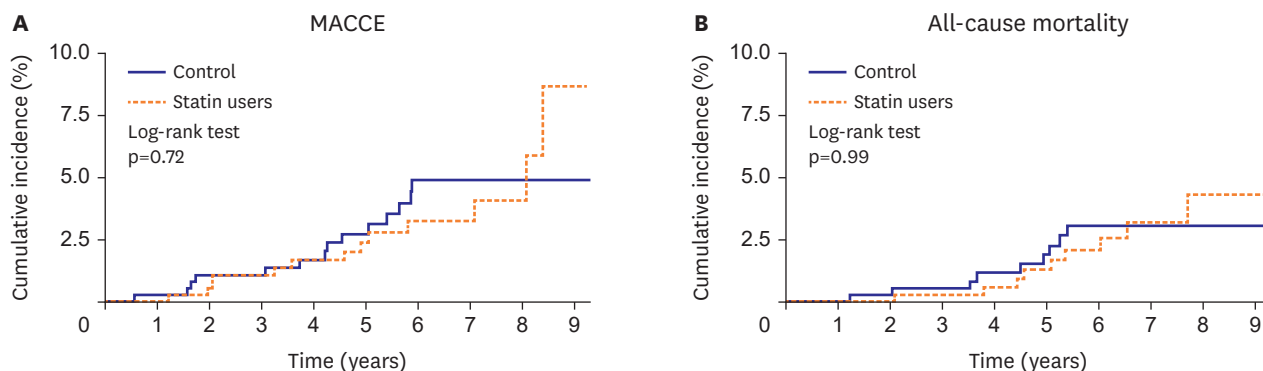 A
MACCE
Cumulative incidence (%)
10.0
7.5
5.0
2.5
0
Control
Statin users
Log-rank test
p=0.72
1 2 3 4 5 6 7 8 9
Time (years)
B
All-cause mortality
Cumulative incidence (%)
10.0
7.5
5.0
2.5
0
Control
Statin users
Log-rank test
p=0.99
1 2 3 4 5 6 7 8 9
Time (years)